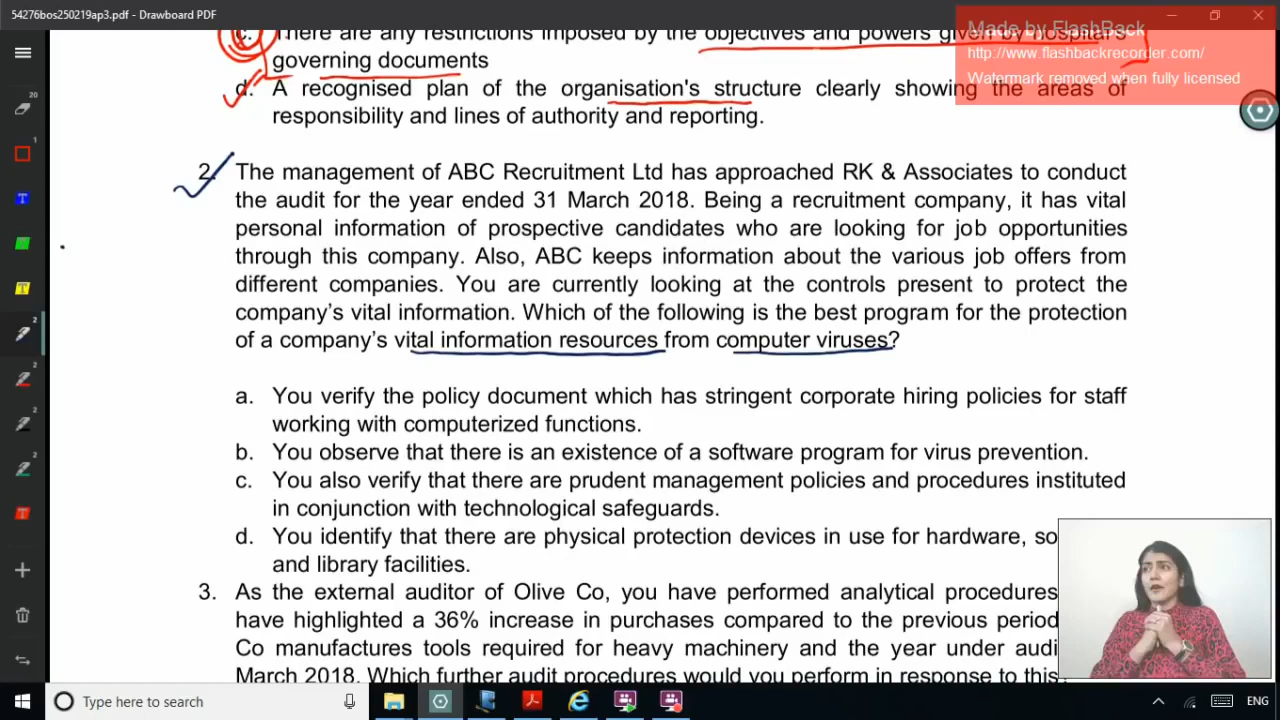 54276bos250219ap3.pdf - Drawboard PDF
Made by FlashBack
http://www.flashbackrecorder.com/
Watermark removed when fully licensed
c. There are any restrictions imposed by the objectives and powers given by
governing documents
d. A recognised plan of the organisation's structure clearly showing the areas of
responsibility and lines of authority and reporting.
2. The management of ABC Recruitment Ltd has approached RK & Associates to conduct
the audit for the year ended 31 March 2018. Being a recruitment company, it has vital
personal information of prospective candidates who are looking for job opportunities
through this company. Also, ABC keeps information about the various job offers from
different companies. You are currently looking at the controls present to protect the
company's vital information. Which of the following is the best program for the protection
of a company's vital information resources from computer viruses?
a. You verify the policy document which has stringent corporate hiring policies for staff
working with computerized functions.
b. You observe that there is an existence of a software program for virus prevention.
c. You also verify that there are prudent management policies and procedures instituted
in conjunction with technological safeguards.
d. You identify that there are physical protection devices in use for hardware, so
and library facilities.
3. As the external auditor of Olive Co, you have performed analytical procedures
have highlighted a 36% increase in purchases compared to the previous period
Co manufactures tools required for heavy machinery and the year under audi
March 2018. Which further audit procedures would you perform in response to this
Type here to search
ENG